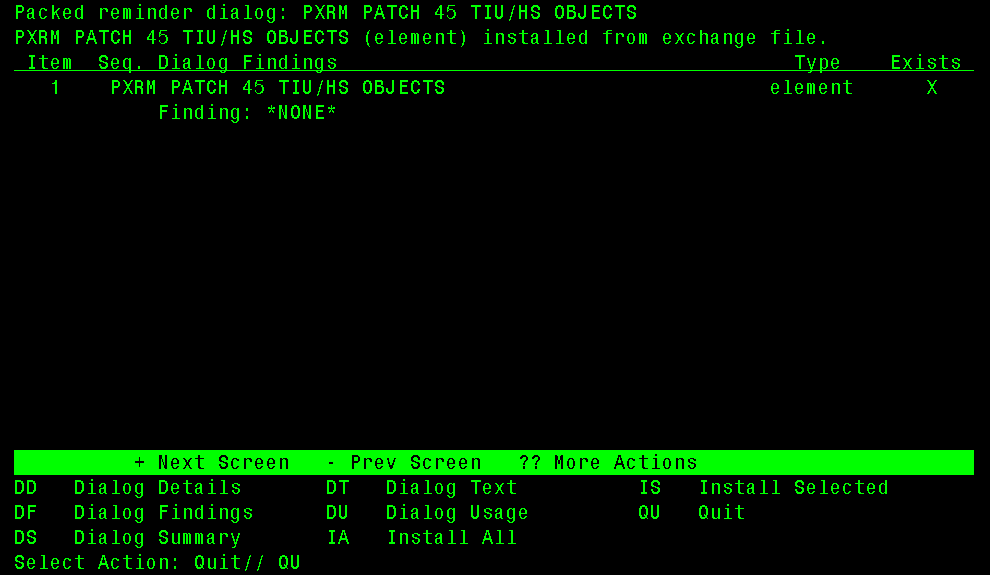 Packed reminder dialog: PXRM PATCH 45 TIU/HS OBJECTS
PXRM PATCH 45 TIU/HS OBJECTS (element) installed from exchange file.
Item Seq. Dialog Findings Type Exists
1 PXRM PATCH 45 TIU/HS OBJECTS element X
Finding: *NONE*
+ Next Screen - Prev Screen ?? More Actions
DD Dialog Details DT Dialog Text IS Install Selected
DF Dialog Findings DU Dialog Usage QU Quit
DS Dialog Summary IA Install All
Select Action: Quit// QU